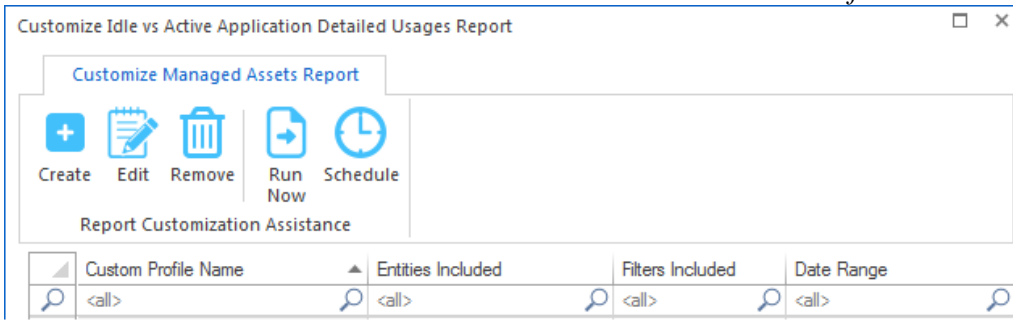 Customize Idle vs Active Application Detailed Usages Report
Customize Managed Assets Report
Create Edit Remove Run Now Schedule
Report Customization Assistance
Custom Profile Name Entities Included Filters Included Date Range
<all> <all> <all> <all>